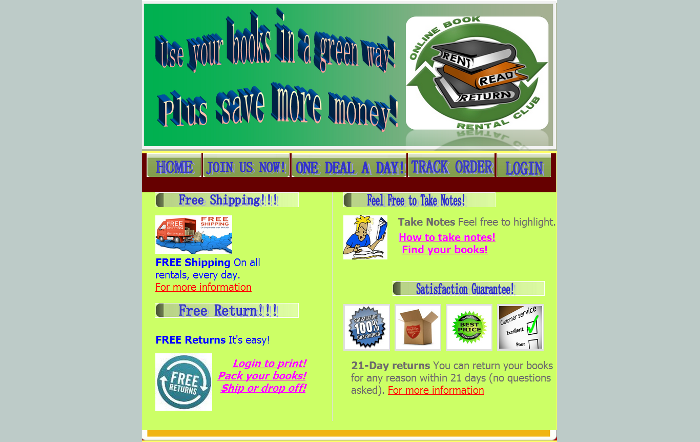 Use your books in a green way!
Plus save more money!
ONLINE BOOK
RENT
READ
RETURN
RENTAL CLUB
HOME
JOIN US NOW!
ONE DEAL A DAY!
TRACK ORDER
LOGIN
Free Shipping!!!
FREE
SHIPPING
FREE Shipping On all
rentals, every day.
For more information
Free Return!!!
FREE Returns It's easy!
FREE
RETURNS
Login to print!
Pack your books!
Ship or drop off!
Feel Free to Take Notes!
Take Notes Feel free to highlight.
How to take notes!
Find your books!
Satisfaction Guarantee!
100%
BEST
PRICE
Customer service
Excellent
21-Day returns You can return your books
for any reason within 21 days (no questions
asked). For more information